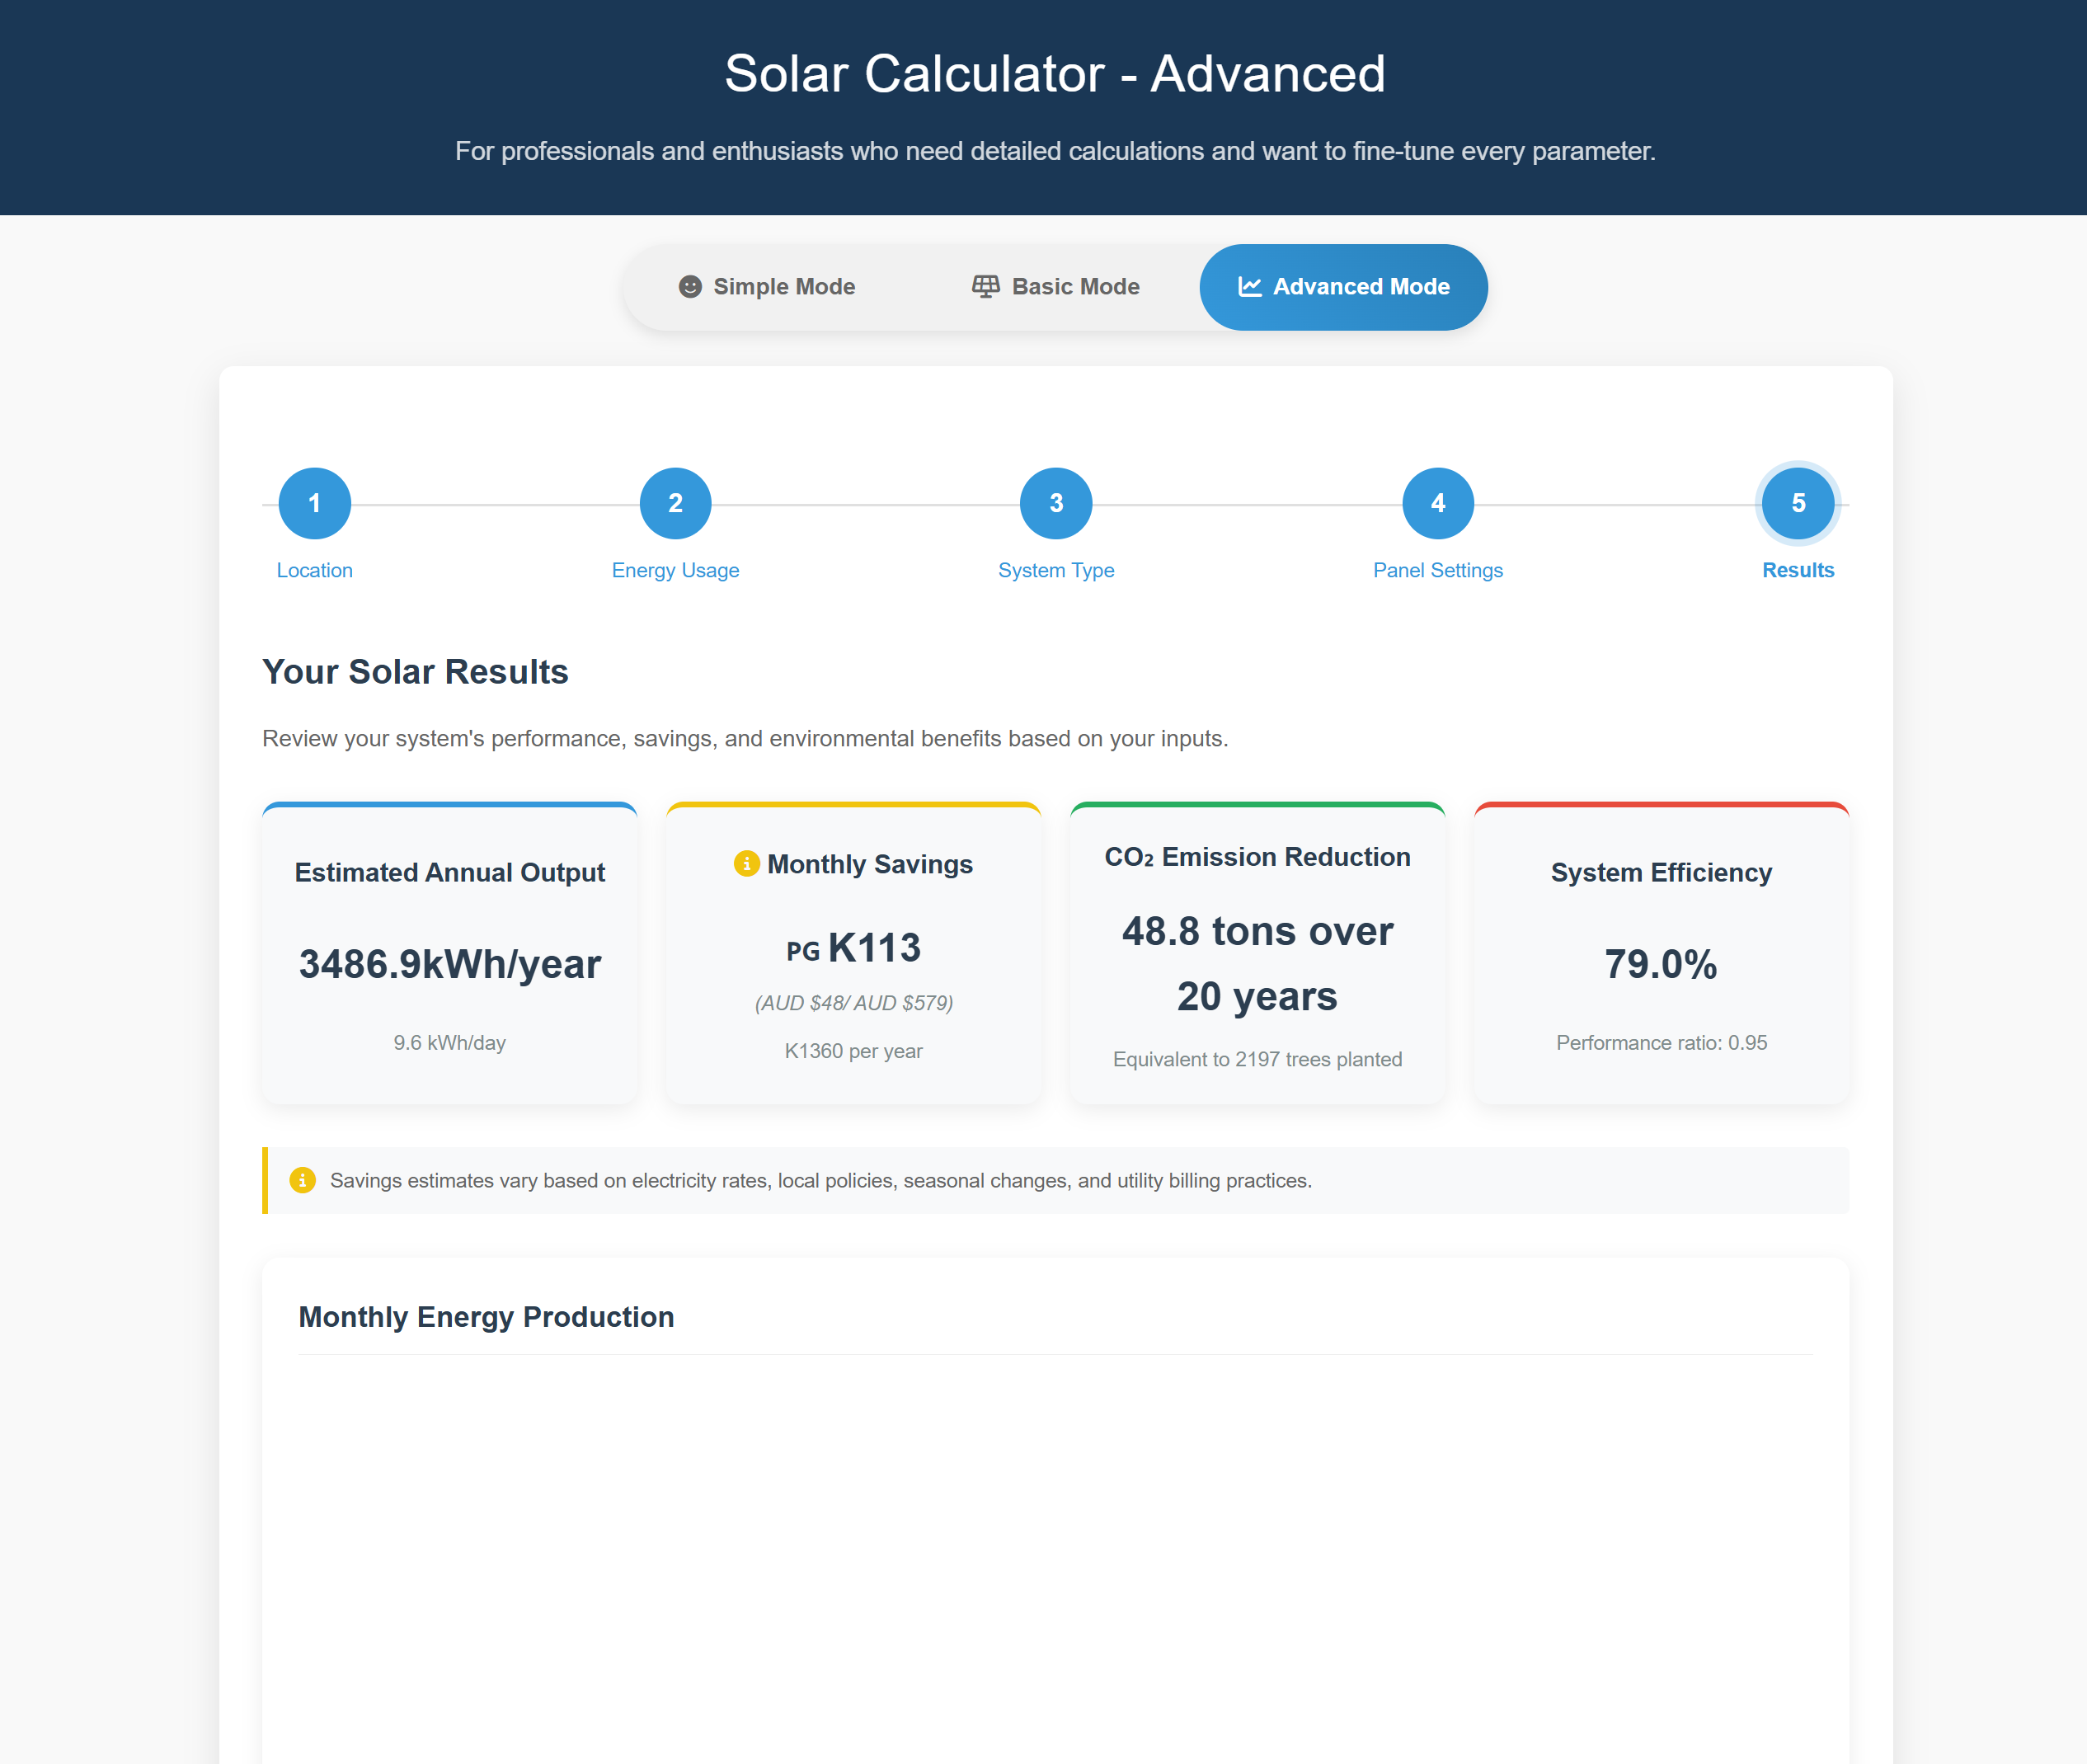 Solar Calculator - Advanced
For professionals and enthusiasts who need detailed calculations and want to fine-tune every parameter.
Simple Mode
Basic Mode
Advanced Mode
1
2
3
4
5
Location
Energy Usage
System Type
Panel Settings
Results
Your Solar Results
Review your system's performance, savings, and environmental benefits based on your inputs.
Estimated Annual Output
3486.9kWh/year
9.6 kWh/day
Monthly Savings
PG K113
(AUD $48/ AUD $579)
K1360 per year
CO₂ Emission Reduction
48.8 tons over
20 years
Equivalent to 2197 trees planted
System Efficiency
79.0%
Performance ratio: 0.95
Savings estimates vary based on electricity rates, local policies, seasonal changes, and utility billing practices.
Monthly Energy Production